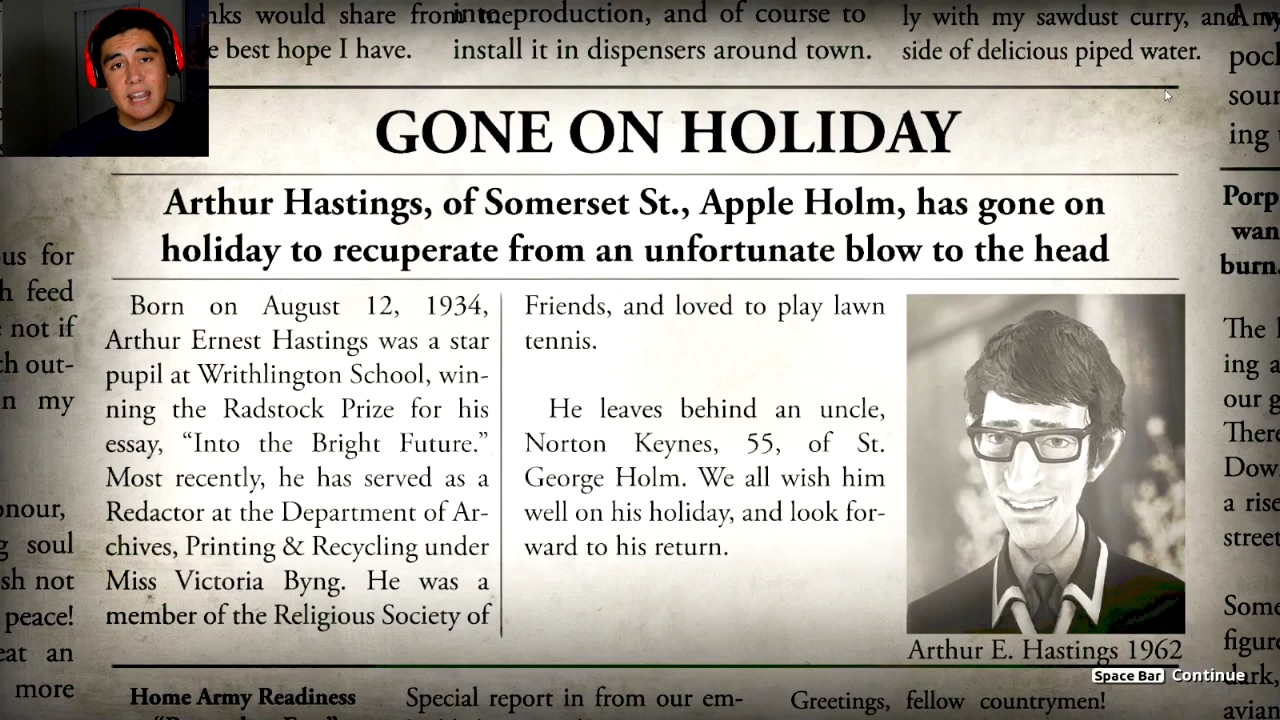 nks would share from me
e best hope I have.
into production, and of course to
install it in dispensers around town.
ly with my sawdust curry, and my
side of delicious piped water.
pock
soun
ing
GONE ON HOLIDAY
Arthur Hastings, of Somerset St., Apple Holm, has gone on
holiday to recuperate from an unfortunate blow to the head
Born on August 12, 1934,
Arthur Ernest Hastings was a star
pupil at Writhlington School, win-
ning the Radstock Prize for his
essay, “Into the Bright Future.”
Most recently, he has served as a
Redactor at the Department of Ar-
chives, Printing & Recycling under
Miss Victoria Byng. He was a
member of the Religious Society of
Friends, and loved to play lawn
tennis.
He leaves behind an uncle,
Norton Keynes, 55, of St.
George Holm. We all wish him
well on his holiday, and look for-
ward to his return.
Arthur E. Hastings 1962
Space Bar Continue
us for
h feed
not if
ch out-
n my
onour,
g soul
sh not
peace!
eat an
more
Porp
wan
burn
The
ing a
our g
There
Dow
a rise
street
Some
figur
dark,
avian
Home Army Readiness
Special report in from our em-
Greetings, fellow countrymen!